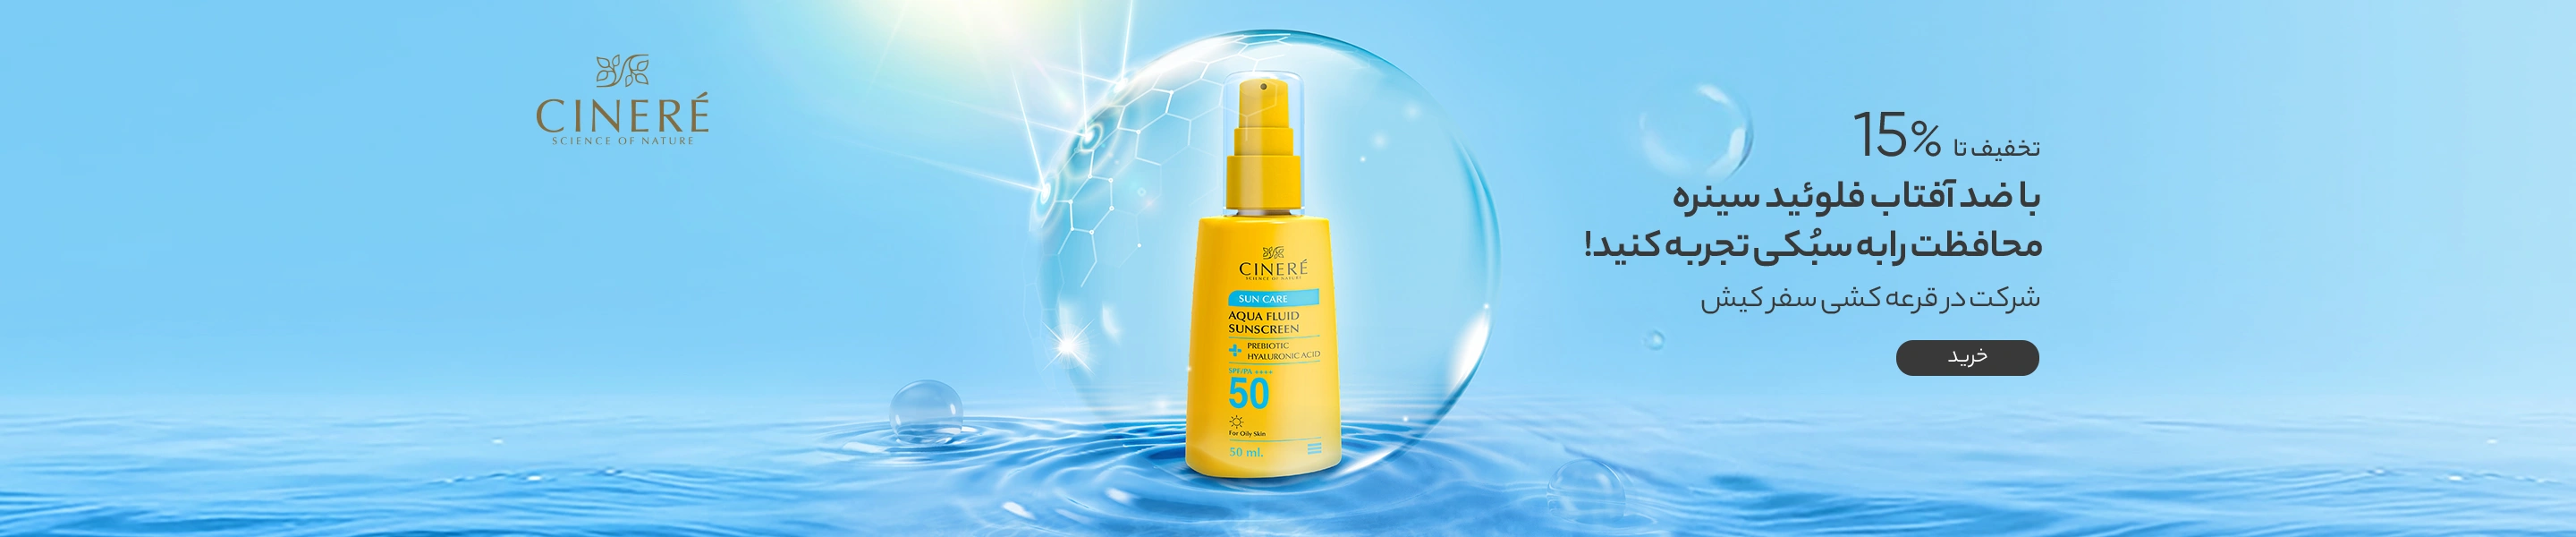 CINERÉ
SCIENCE OF NATURE
تخفیف تا 15%
با ضد آفتاب فلوئید سینره
محافظت را به سبُکی تجربه کنید!
شرکت در قرعه کشی سفر کیش
خرید
CINERÉ
SCIENCE OF NATURE
SUN CARE
AQUA FLUID
SUNSCREEN
+ PREBIOTIC
HYALURONIC ACID
SPF/PA ++++
50
For Oily Skin
50 ml.